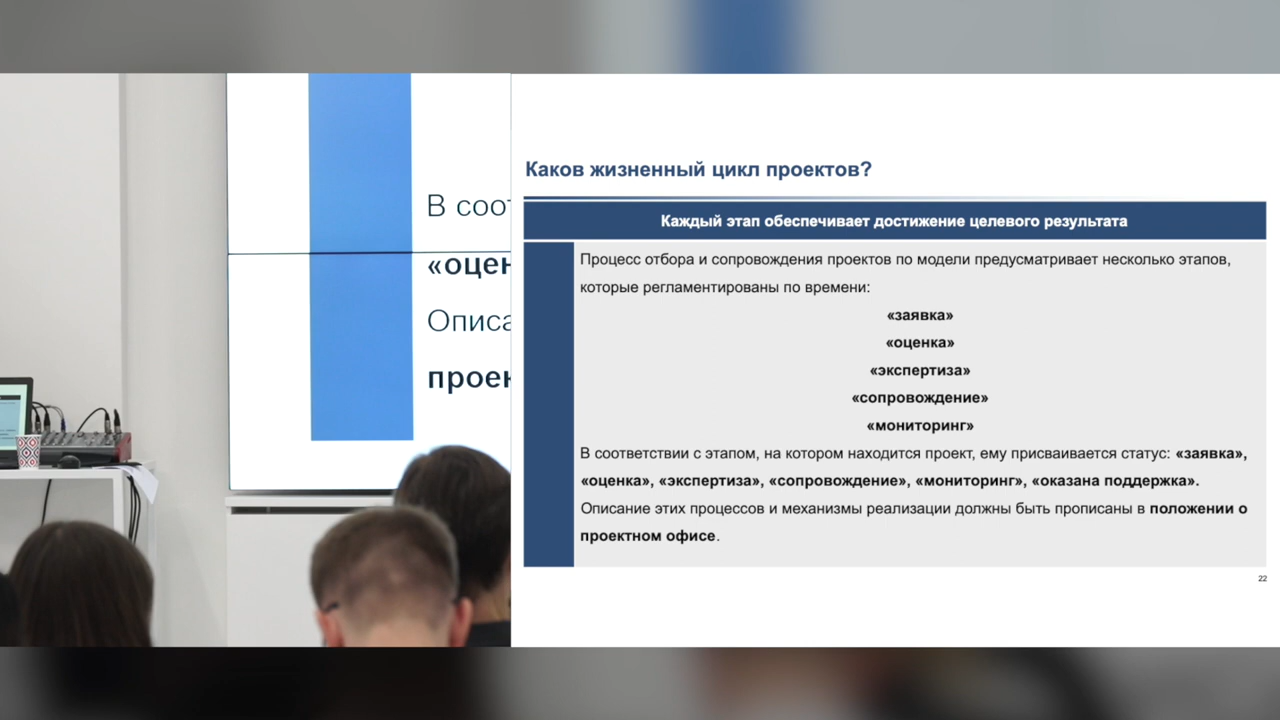 В соот
«оцен
Описа
проек
Каков жизненный цикл проектов?
Каждый этап обеспечивает достижение целевого результата
Процесс отбора и сопровождения проектов по модели предусматривает несколько этапов,
которые регламентированы по времени:
«заявка»
«оценка»
«экспертиза»
«сопровождение»
«мониторинг»
В соответствии с этапом, на котором находится проект, ему присваивается статус: «заявка»,
«оценка», «экспертиза», «сопровождение», «мониторинг», «оказана поддержка».
Описание этих процессов и механизмы реализации должны быть прописаны в положении о
проектном офисе.
22